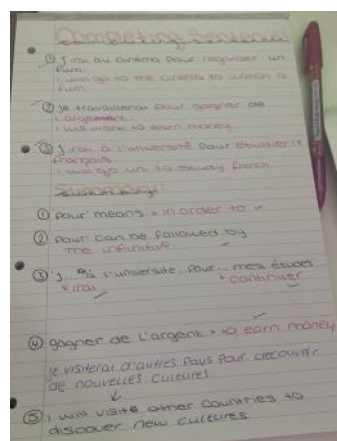 Completing Sentences:
① J'irai au cinéma pour regarder un
film.
I will go to the cinema to watch a
film.
② Je travaillerai pour gagner de
l'argent.
I will work to earn money.
③ J'irai à l'université pour étudier le
français
I will go uni to study french
Summary:
① 'Pour' means = in order to
② 'Pour' can be followed by
the infinitive
③ 'J... à l'université pour... mes études
irai continuer
④ gagner de L'argent = to earn money
je visiterai d'autres pays pour découvrir
de nouvelles cultures.
⑤ I will visite other countries to
discover new cultures